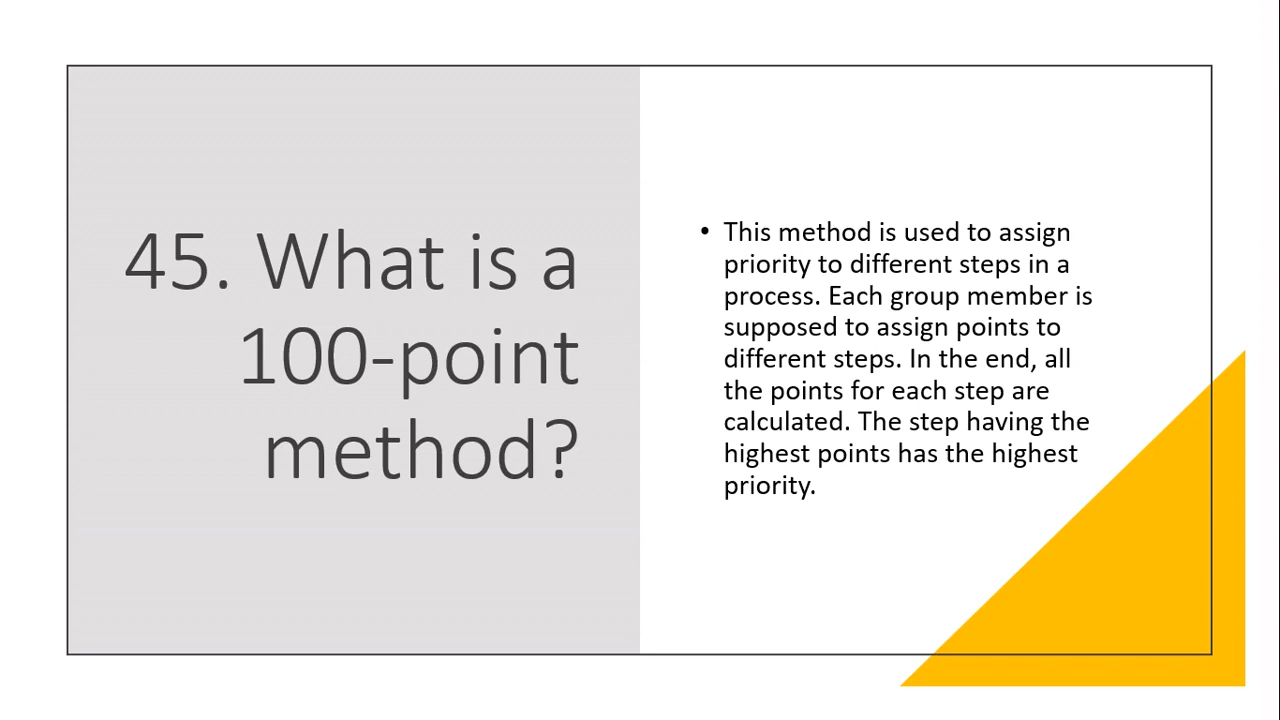 45. What is a
100-point
method?
• This method is used to assign
priority to different steps in a
process. Each group member is
supposed to assign points to
different steps. In the end, all
the points for each step are
calculated. The step having the
highest points has the highest
priority.